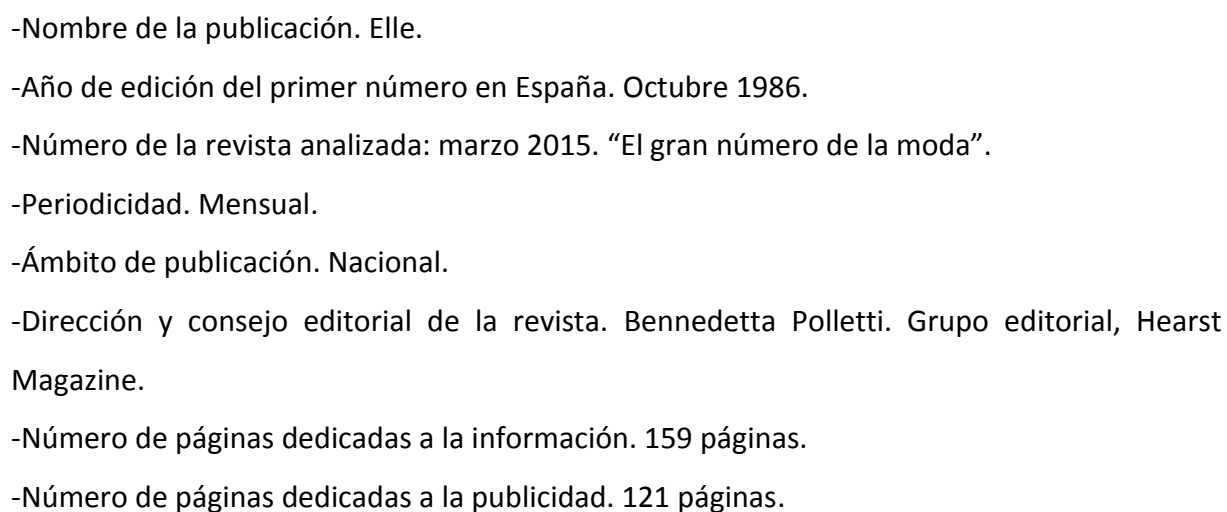 -Nombre de la publicación. Elle.
-Año de edición del primer número en España. Octubre 1986.
-Número de la revista analizada: marzo 2015. “El gran número de la moda”.
-Periodicidad. Mensual.
-Ámbito de publicación. Nacional.
-Dirección y consejo editorial de la revista. Bennedetta Polletti. Grupo editorial, Hearst
Magazine.
-Número de páginas dedicadas a la información. 159 páginas.
-Número de páginas dedicadas a la publicidad. 121 páginas.